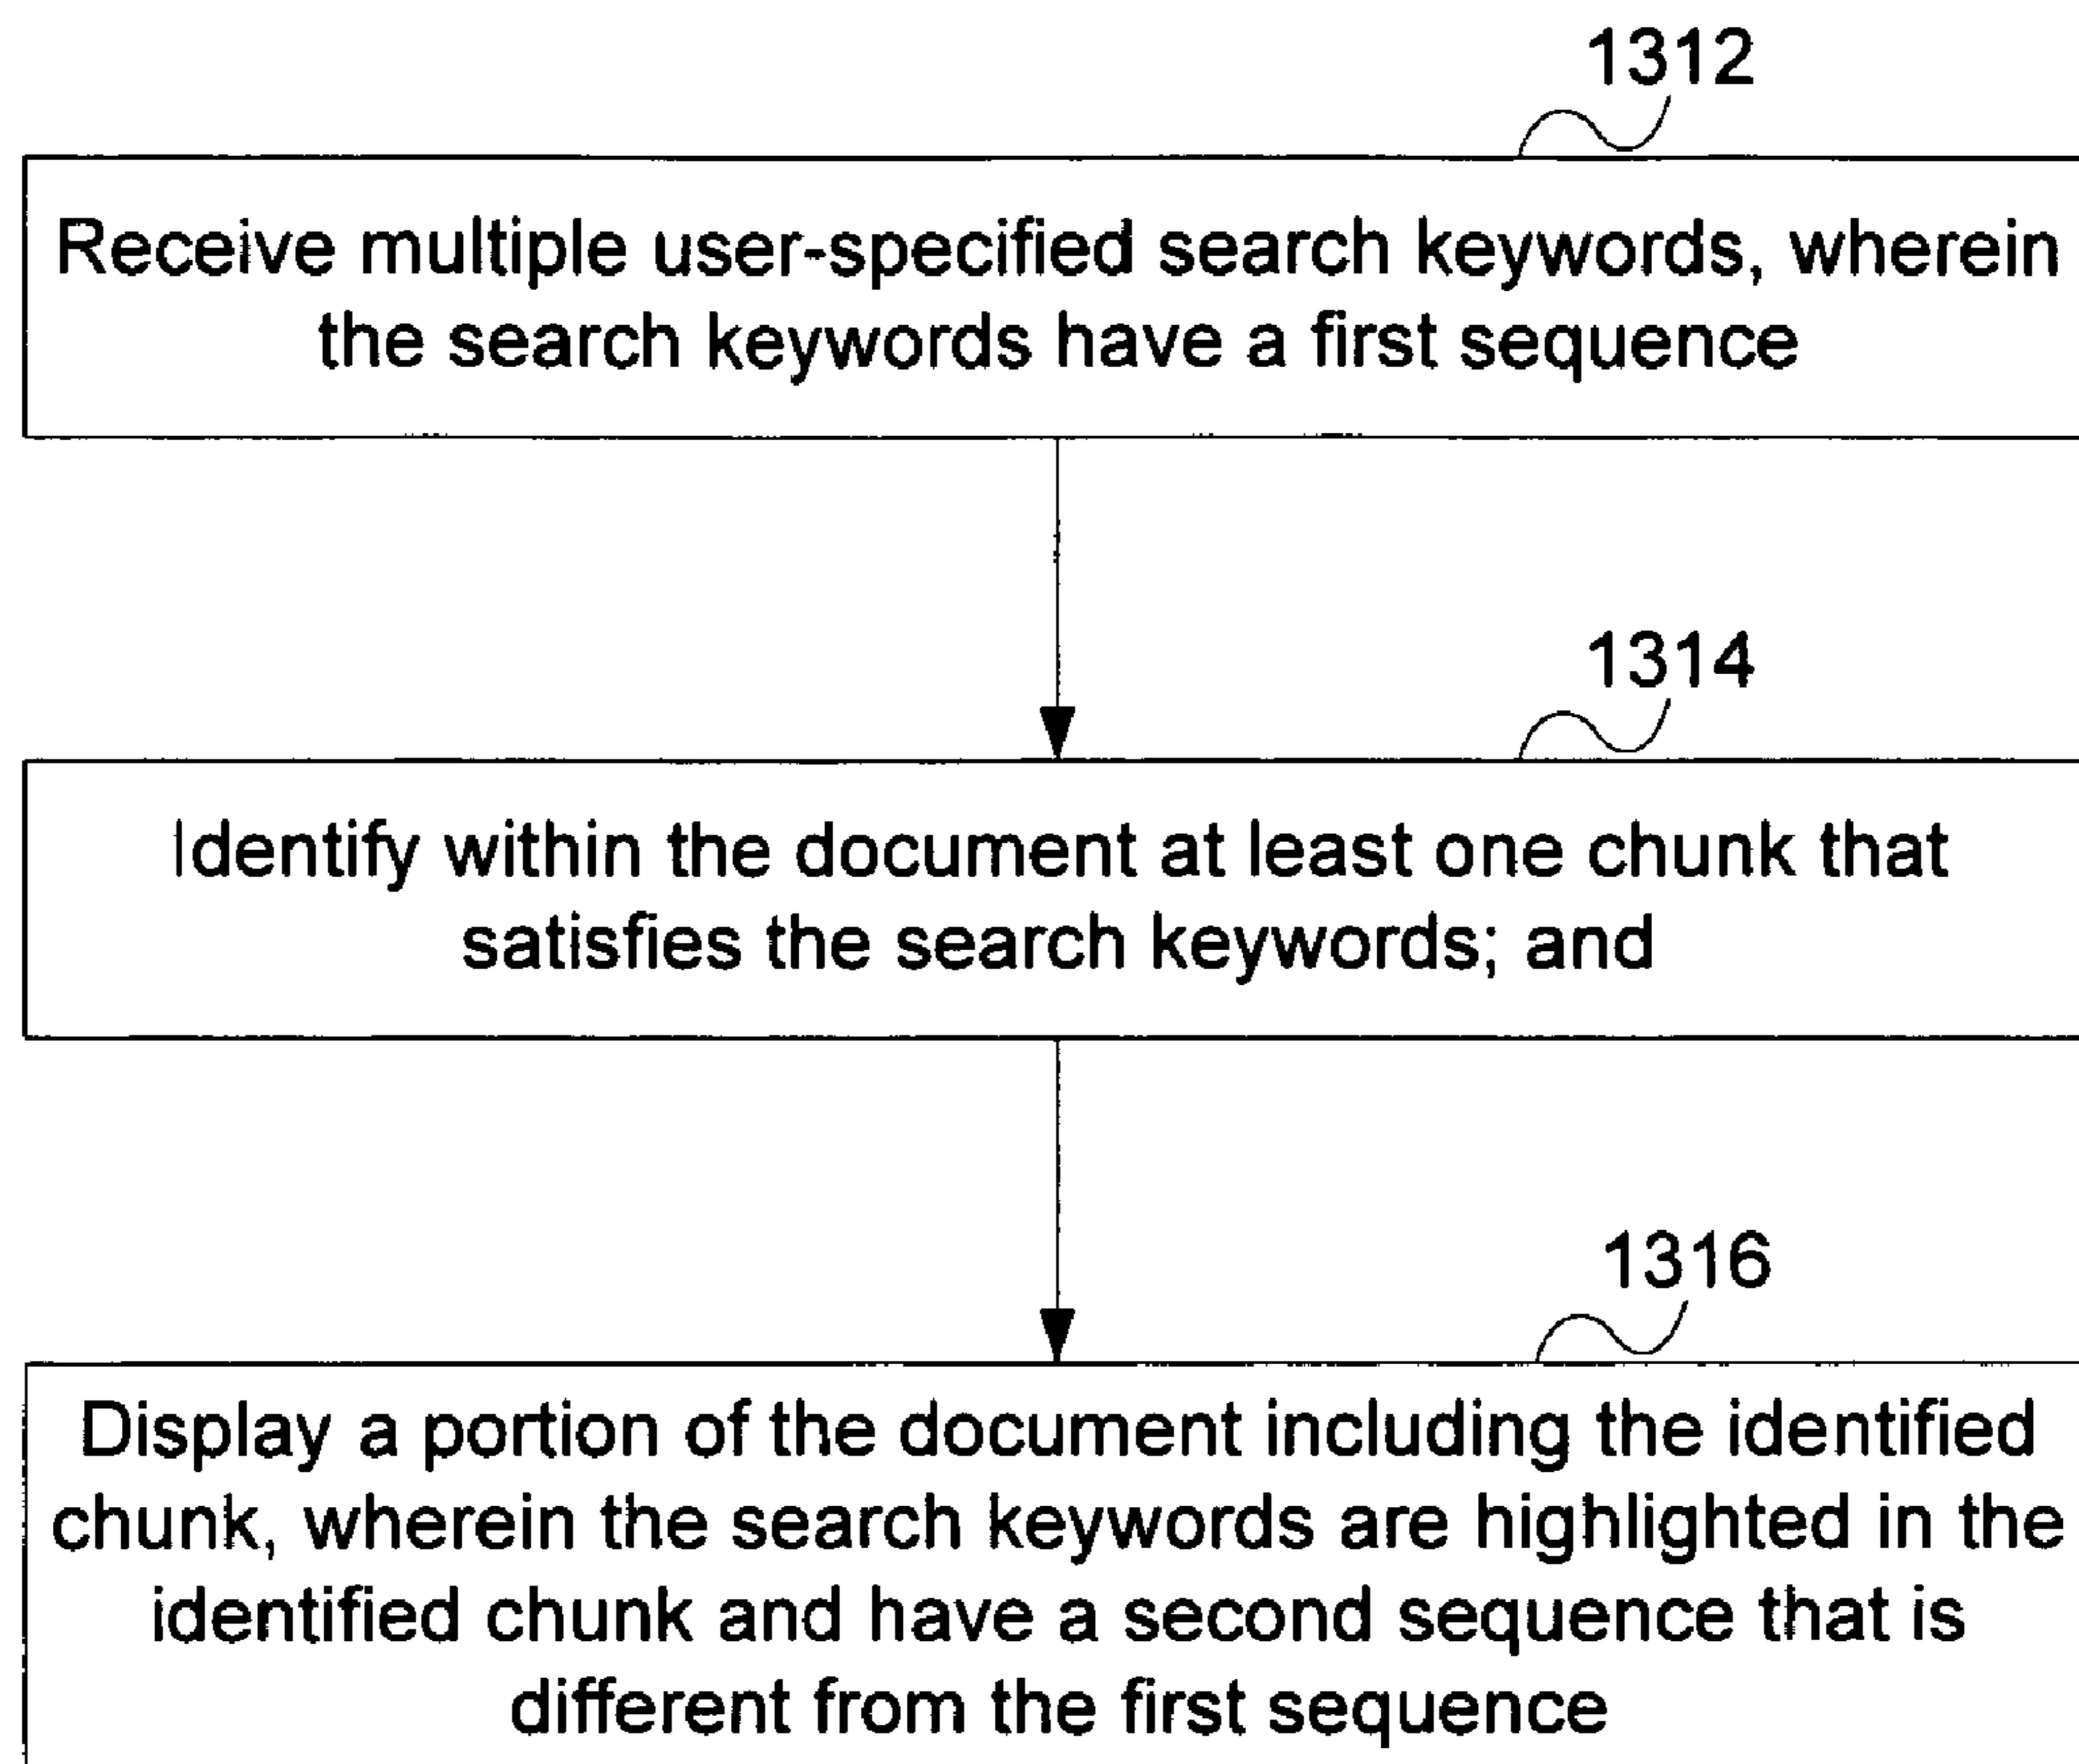 1312
Receive multiple user-specified search keywords, wherein
the search keywords have a first sequence
1314
Identify within the document at least one chunk that
satisfies the search keywords; and
1316
Display a portion of the document including the identified
chunk, wherein the search keywords are highlighted in the
identified chunk and have a second sequence that is
different from the first sequence